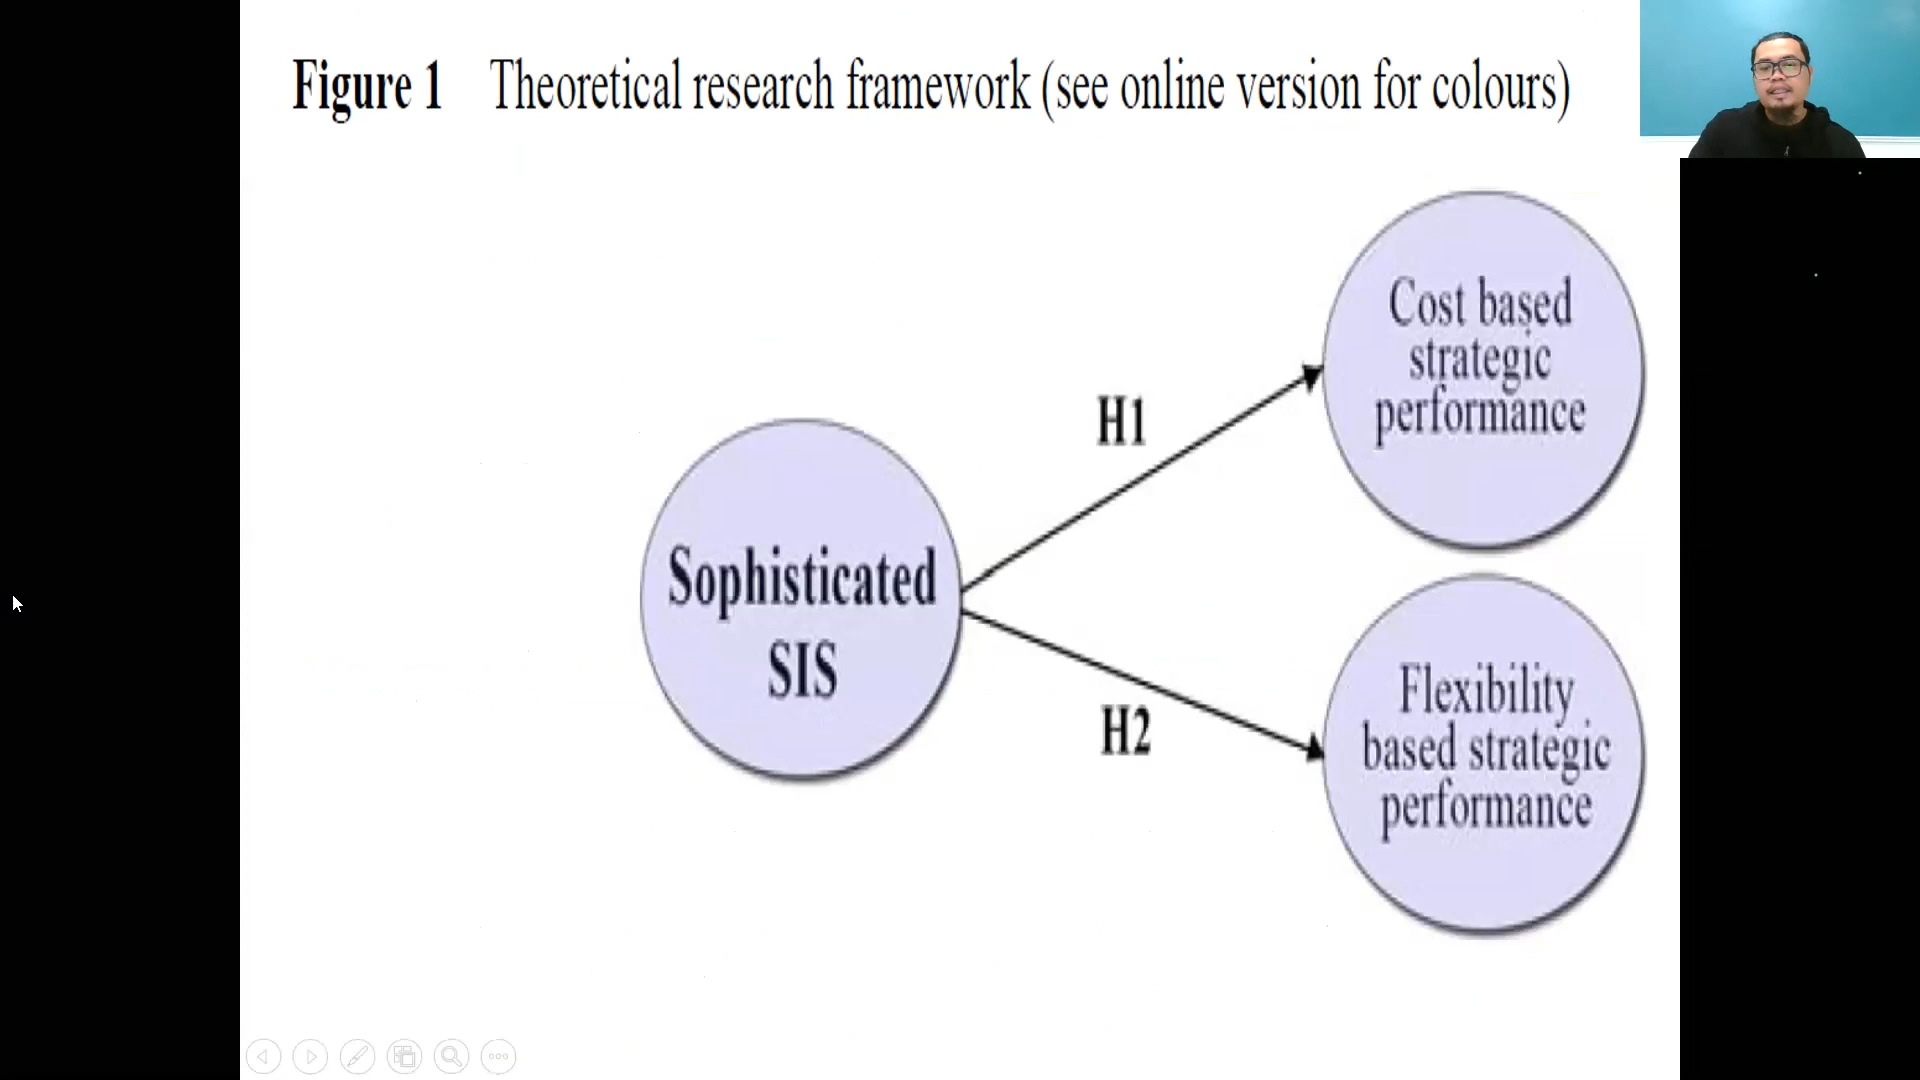 Figure 1 Theoretical research framework (see online version for colours)
Cost based
strategic
performance
H1
Sophisticated
SIS
H2
Flexibility
based strategic
performance